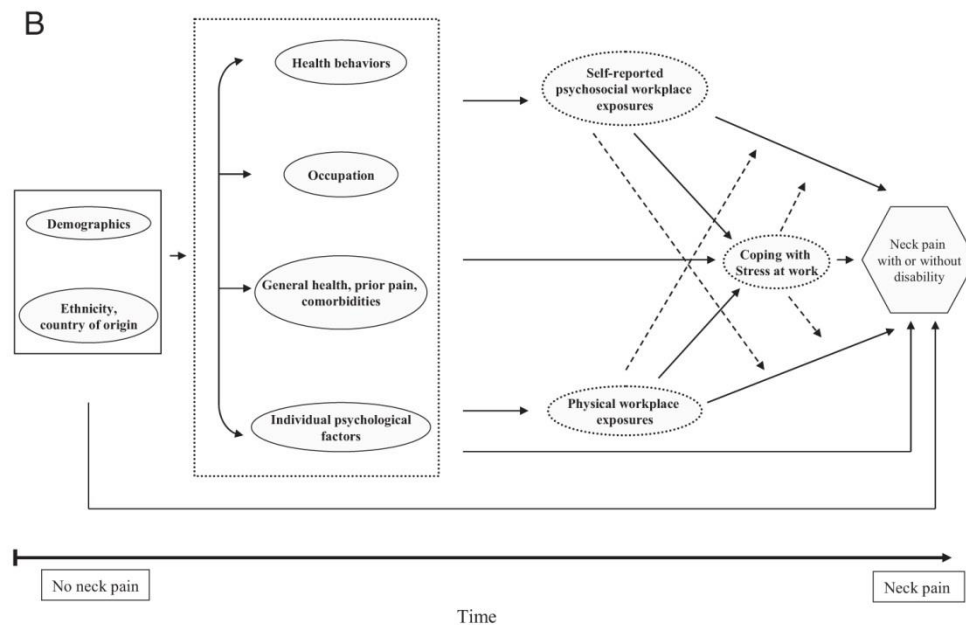 B
Health behaviors
Occupation
General health, prior pain,
comorbidities
Individual psychological
factors
Demographics
Ethnicity,
country of origin
Self-reported
psychosocial workplace
exposures
Coping with
Stress at work
Physical workplace
exposures
Neck pain
with or without
disability
No neck pain
Neck pain
Time